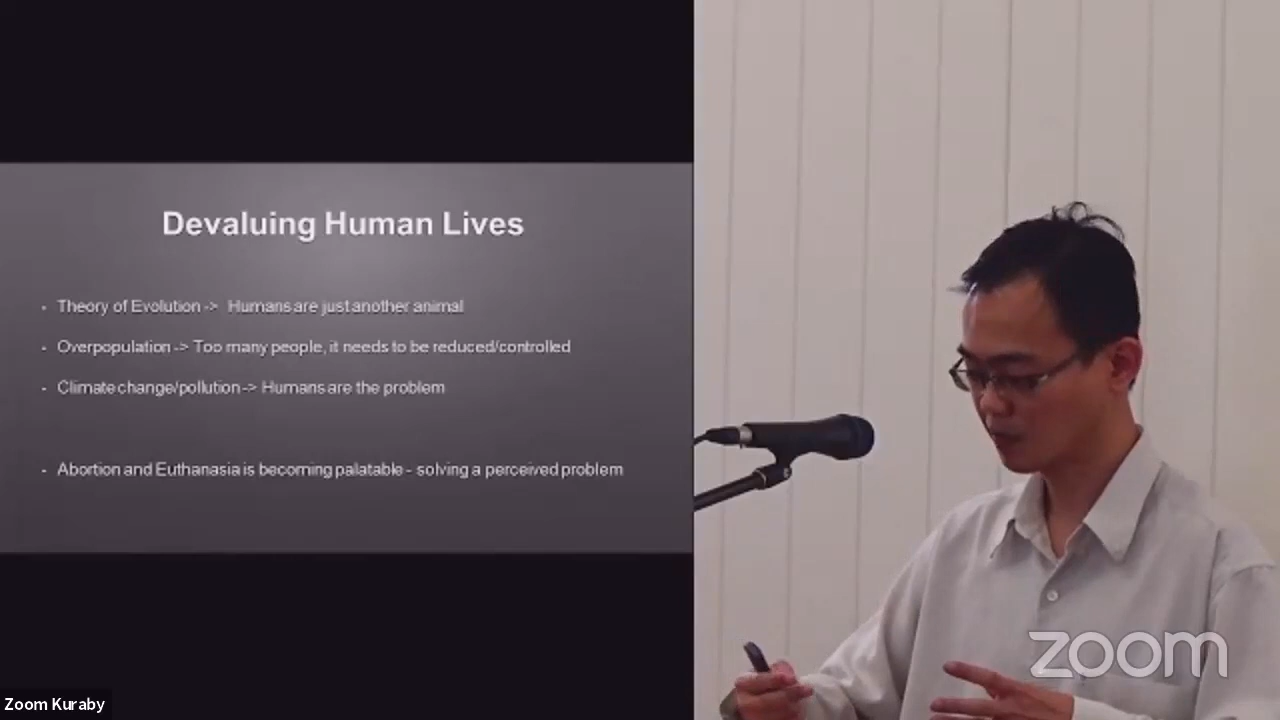 Devaluing Human Lives
- Theory of Evolution -> Humans are just another animal
- Overpopulation -> Too many people, it needs to be reduced/controlled
- Climate change/pollution -> Humans are the problem
- Abortion and Euthanasia is becoming palatable - solving a perceived problem
zoom
Zoom Kuraby